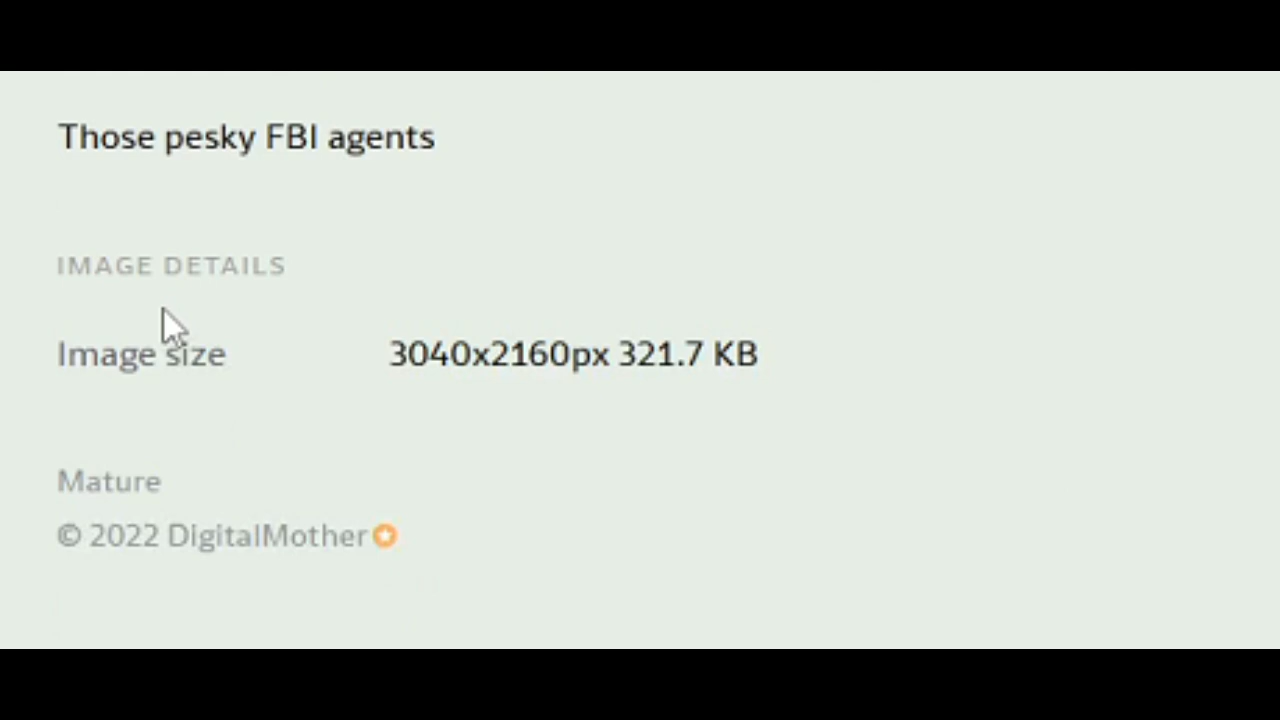 Those pesky FBI agents
IMAGE DETAILS
Image size 3040x2160px 321.7 KB
Mature
© 2022 DigitalMother